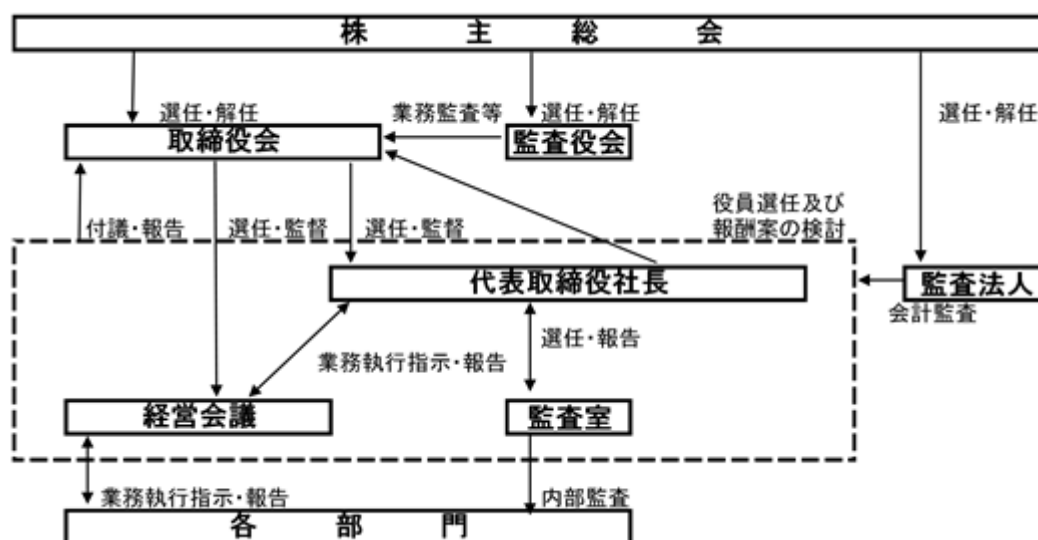 株主総会
選任・解任
業務監査等
選任・解任
選任・解任
取締役会
監査役会
役員選任及び
報酬案の検討
付議・報告
選任・監督
選任・監督
代表取締役社長
監査法人
会計監査
選任・報告
業務執行指示・報告
経営会議
監査室
業務執行指示・報告
内部監査
各部門